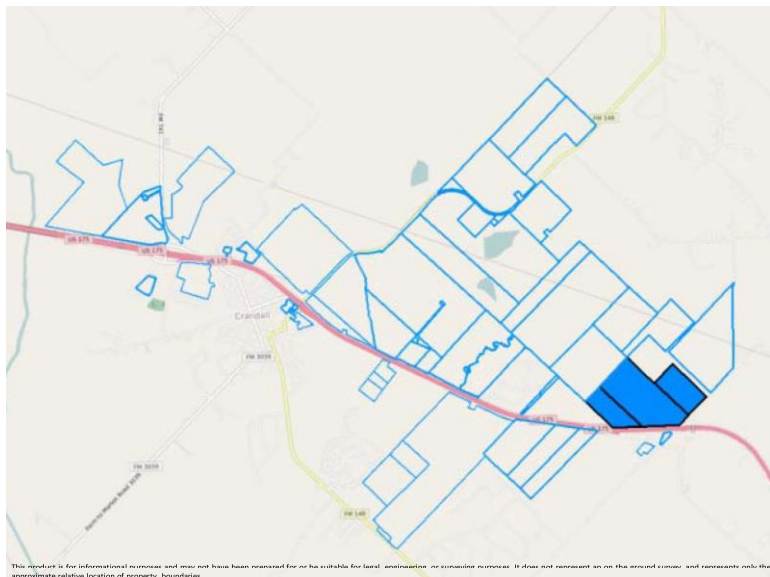 FM 148
US 175
US 175
US 175
Crandall
FM 3039
US 175
FM 3039
FM 148
This product is for informational purposes and may not have been prepared for or be suitable for legal, engineering, or surveying purposes. It does not represent an on the ground survey, and represents only the
approximate relative location of property boundaries